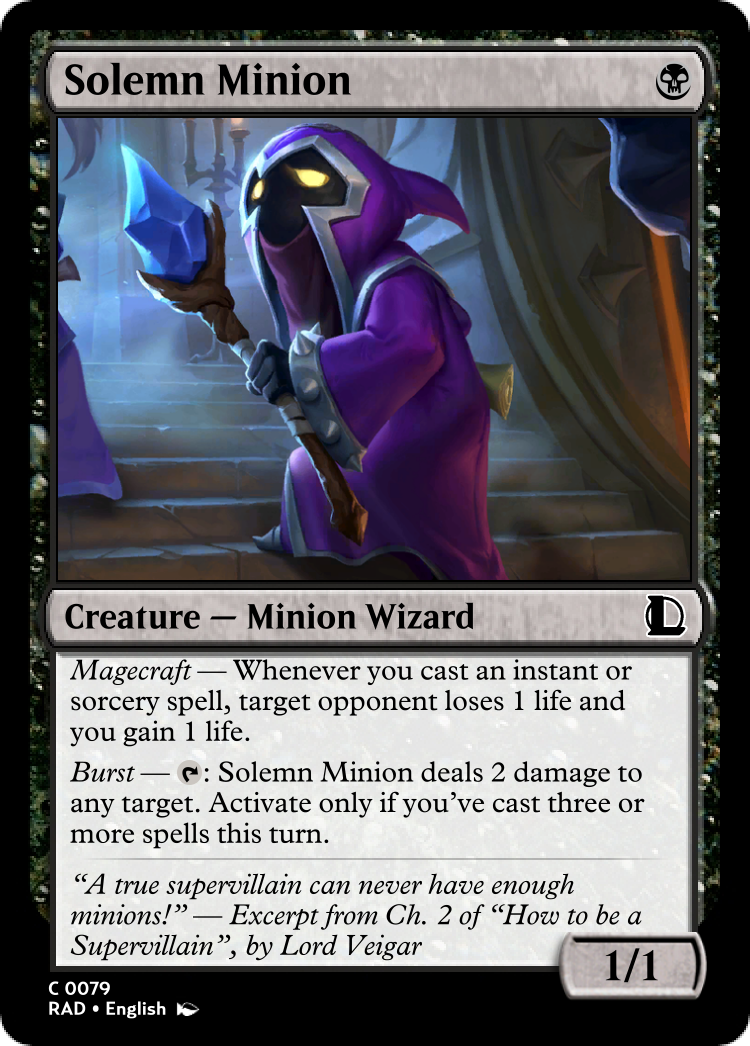 Solemn Minion
Creature — Minion Wizard
Magecraft — Whenever you cast an instant or
sorcery spell, target opponent loses 1 life and
you gain 1 life.
Burst — : Solemn Minion deals 2 damage to
any target. Activate only if you’ve cast three or
more spells this turn.
“A true supervillain can never have enough
minions!” — Excerpt from Ch. 2 of “How to be a
Supervillain”, by Lord Veigar
1/1
C 0079
RAD • English